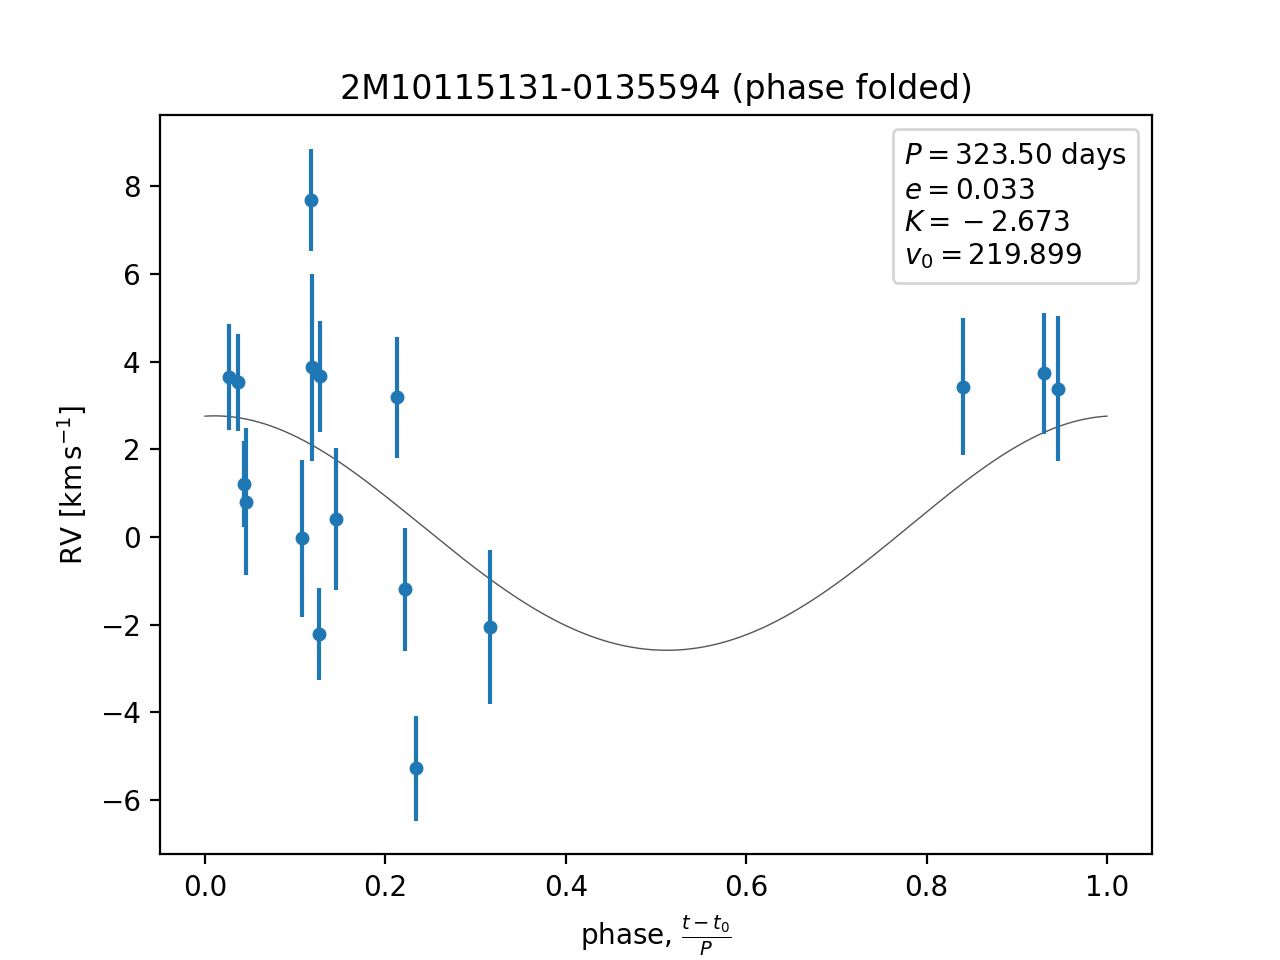 2M10115131-0135594 (phase folded)
P = 323.50 days
e = 0.033
K = −2.673
v₀ = 219.899
8
6
4
2
0
−2
−4
−6
RV [km s⁻¹]
0.0 0.2 0.4 0.6 0.8 1.0
phase, (t − t₀)/P